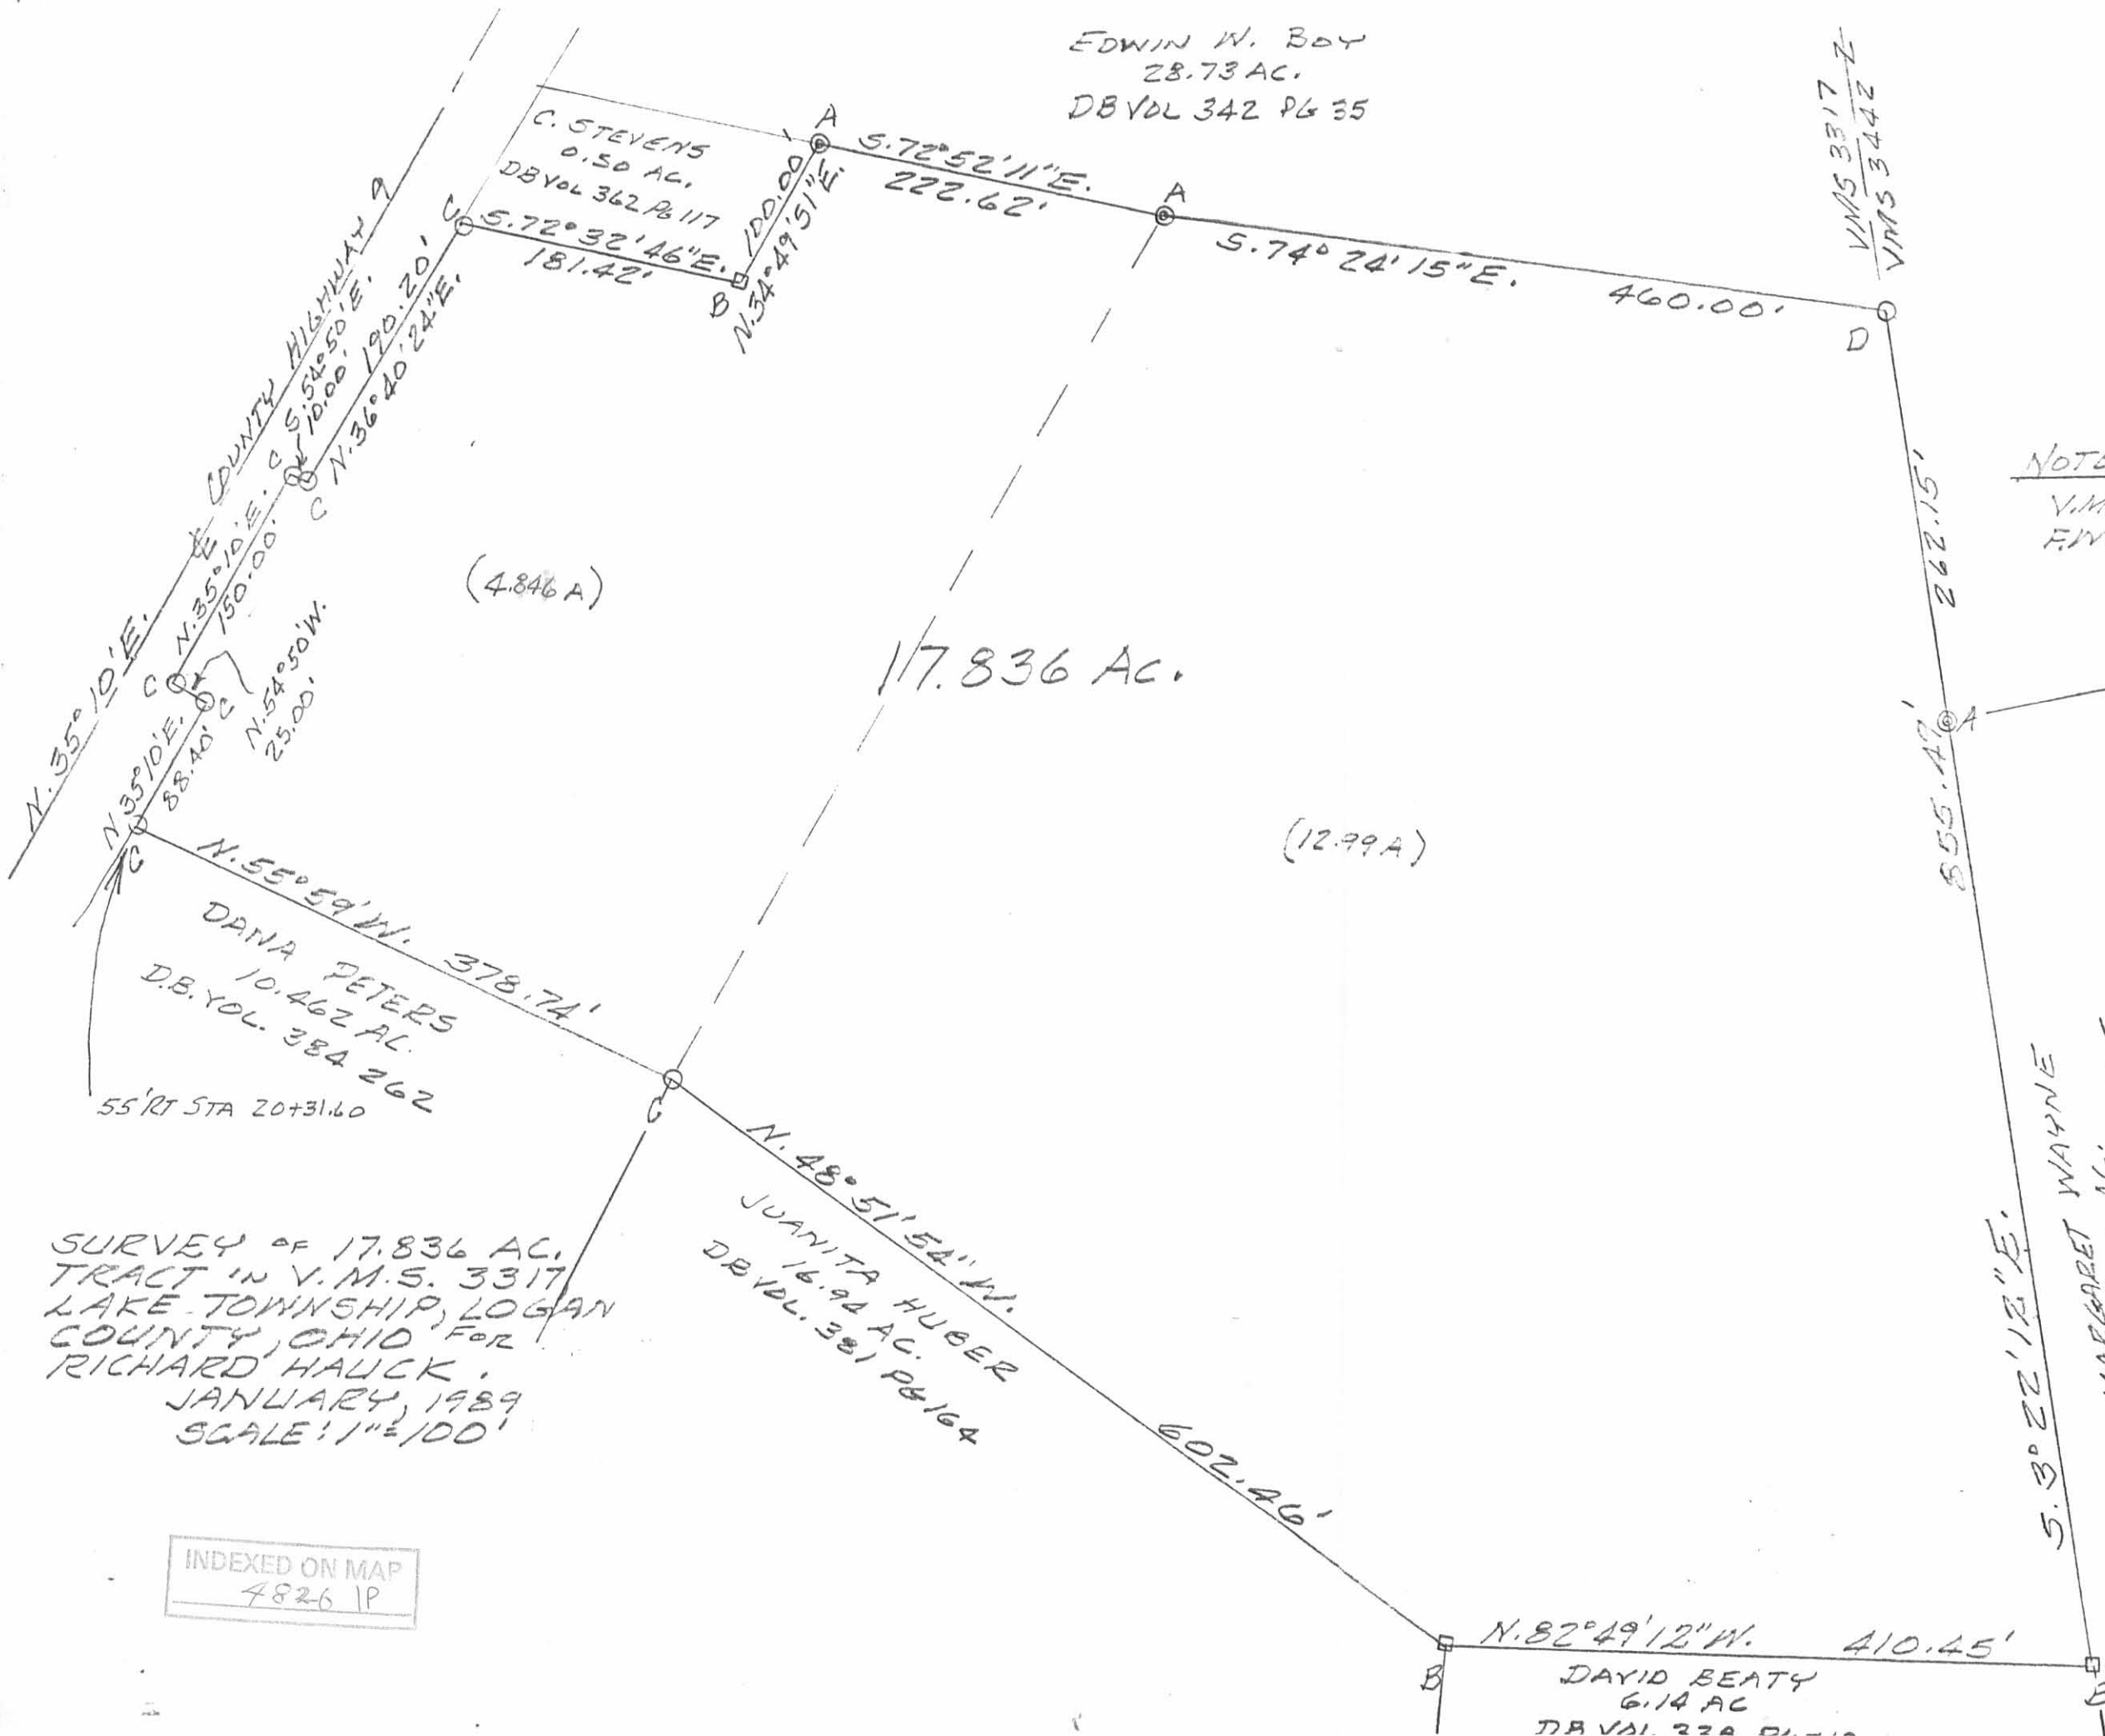 EDWIN W. BOY
28.73 AC.
DB VOL 342 PG 35
VMS 3317
VMS 3442
C. STEVENS
0.50 AC.
DB VOL 362 PG 117
A
S.72°52'11"E.
222.62'
A
S.74°24'15"E.
460.00'
D
100.00'
N.34°49'51"E.
C
S.72°32'46"E.
181.42'
B
COUNTY HIGHWAY 9
S.54°50'E.
10.00'
190.20'
N.36°40'24"E.
C
C
N.35°10'E.
150.00'
N.54°50'W.
25.00'
C
C
N.35°10'E.
88.40'
N.35°10'E.
C
(4.846 A)
17.836 AC.
(12.99 A)
NOTE
V.M
F.W
262.15'
A
855.47'
S.3°22'12"E.
MARGARET WAYNE
N.55°59'W. 378.74'
DANA PETERS
10.462 AC.
D.B. VOL. 384 262
55' RT STA 20+31.60
C
N.48°51'54"W.
602.46'
JUANITA HUBER
16.94 AC.
DB VOL. 381 PG 164
SURVEY OF 17.836 AC.
TRACT IN V.M.S. 3317
LAKE TOWNSHIP, LOGAN
COUNTY, OHIO FOR
RICHARD HAUCK.
JANUARY, 1989
SCALE: 1"=100'
INDEXED ON MAP
4826 IP
N.82°49'12"W. 410.45'
B
DAVID BEATY
6.14 AC
B